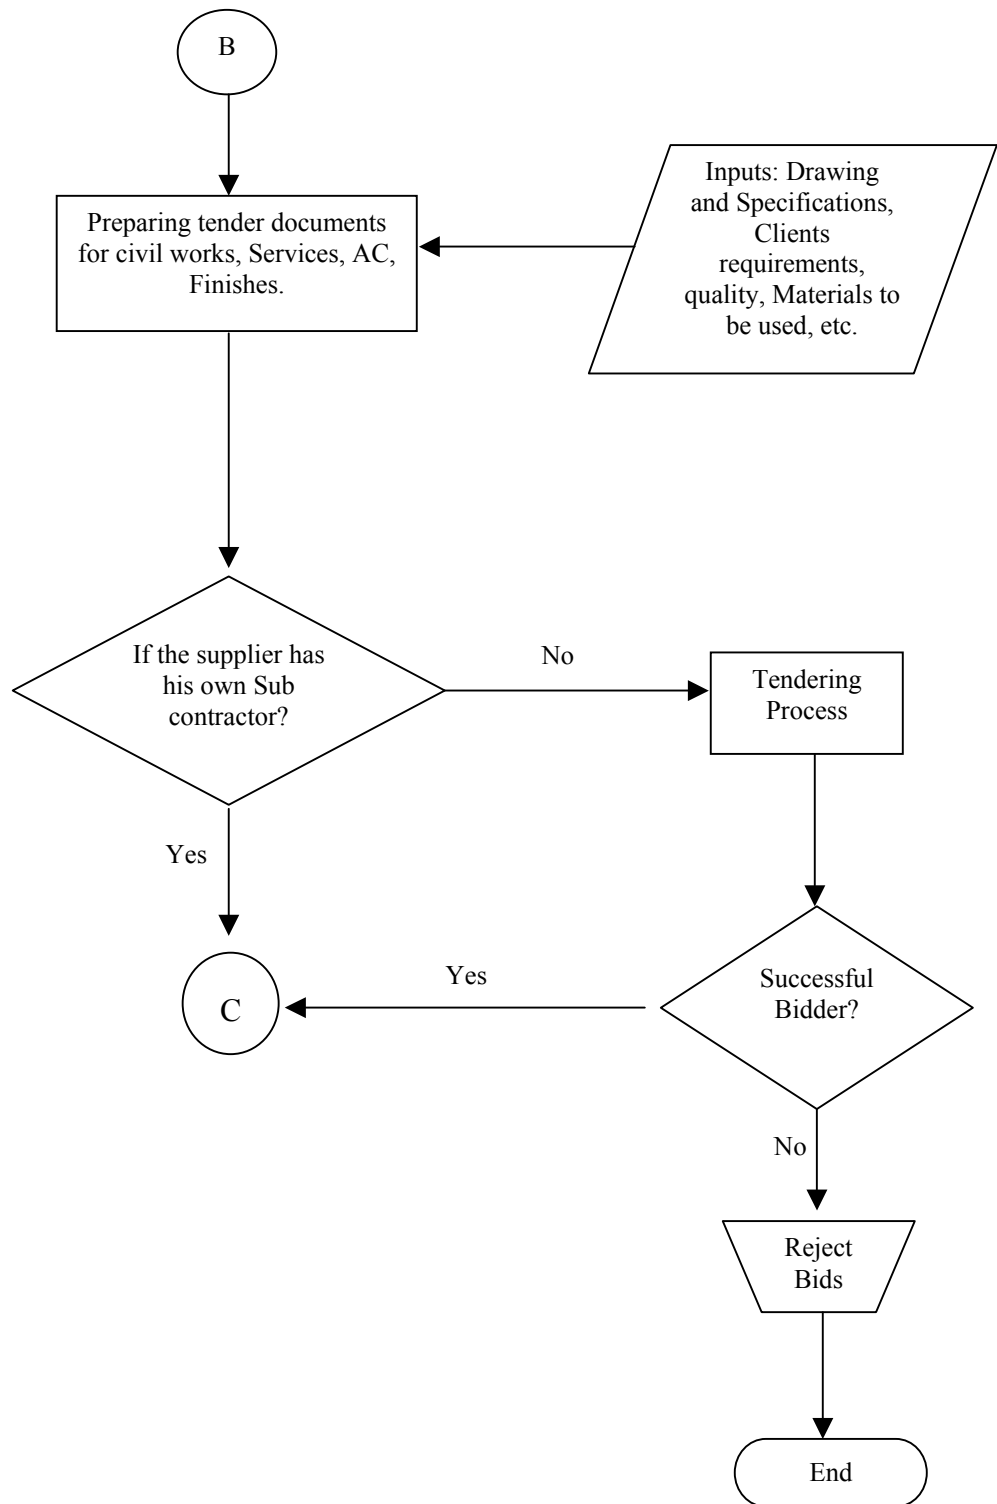 B
Preparing tender documents
for civil works, Services, AC,
Finishes.
Inputs: Drawing
and Specifications,
Clients
requirements,
quality, Materials to
be used, etc.
If the supplier has
his own Sub
contractor?
No
Tendering
Process
Yes
C
Yes
Successful
Bidder?
No
Reject
Bids
End